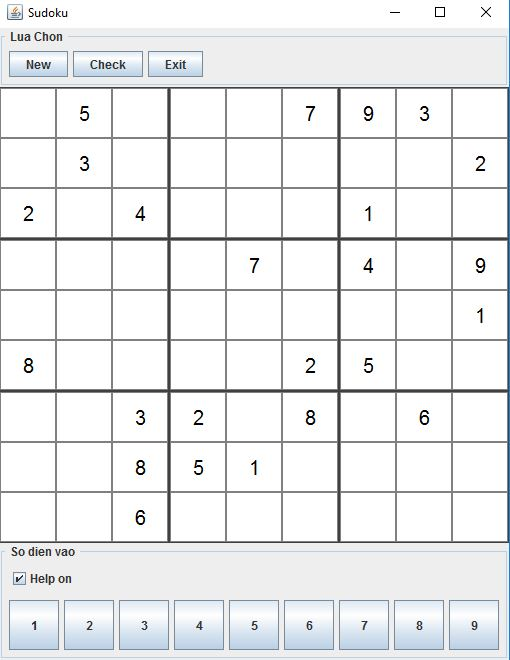 Sudoku
Lua Chon
New Check Exit
5 7 9 3
3 2
2 4 1
7 4 9
1
8 2 5
3 2 8 6
8 5 1
6
So dien vao
Help on
1 2 3 4 5 6 7 8 9